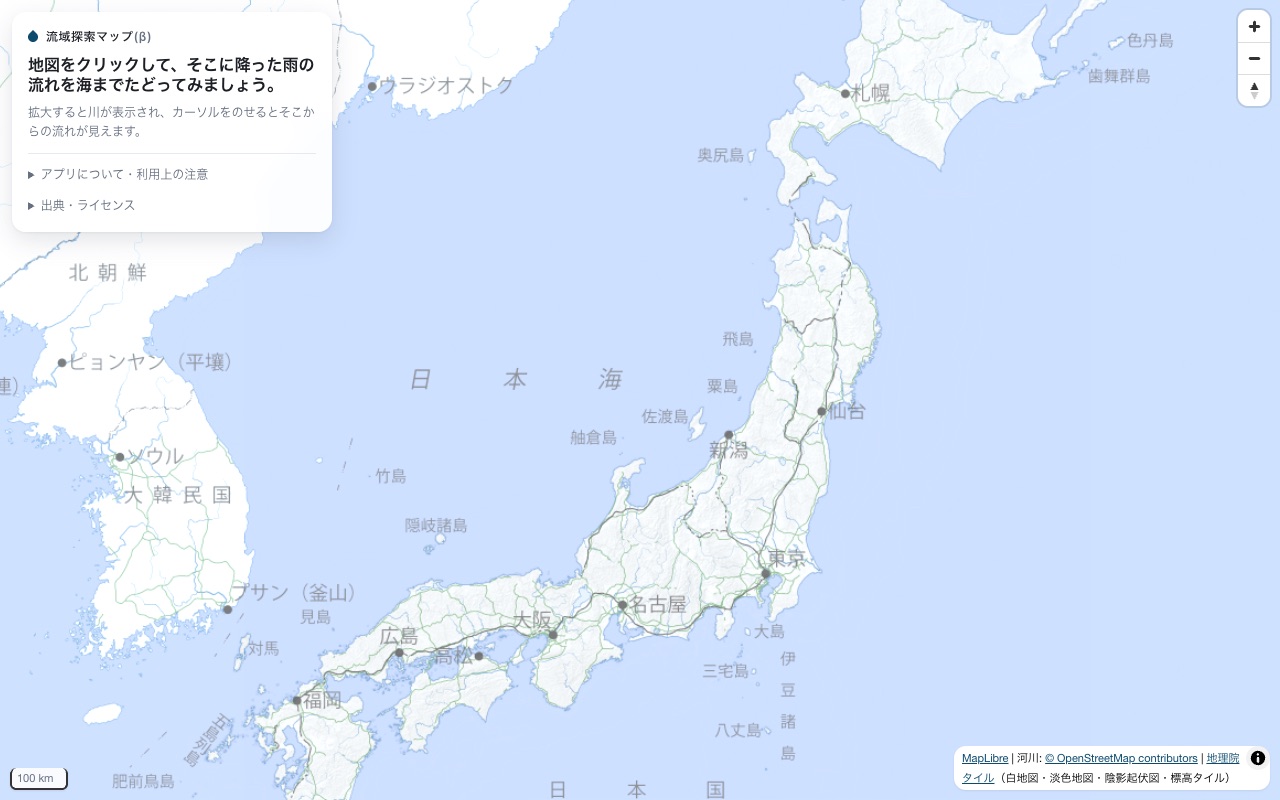 流域探索マップ(β)
地図をクリックして、そこに降った雨の
流れを海までたどってみましょう。
拡大すると川が表示され、カーソルをのせるとそこか
らの流れが見えます。
アプリについて・利用上の注意
出典・ライセンス
色丹島
歯舞群島
ウラジオストク
札幌
奥尻島
北朝鮮
飛島
ピョンヤン（平壌）
連）
日本海
粟島
佐渡島
仙台
舳倉島
新潟
ソウル
竹島
大韓民国
隠岐諸島
東京
プサン（釜山）
見島
名古屋
大阪
広島
高松
大島
対馬
三宅島
伊豆諸島
福岡
八丈島
五島列島
肥前鳥島
日本国
100 km
MapLibre | 河川: © OpenStreetMap contributors | 地理院
タイル（白地図・淡色地図・陰影起伏図・標高タイル）